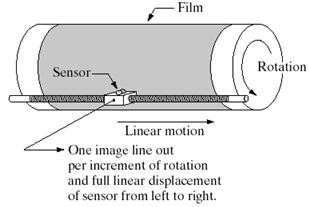 Film
Sensor
Rotation
Linear motion
One image line out
per increment of rotation
and full linear displacement
of sensor from left to right.